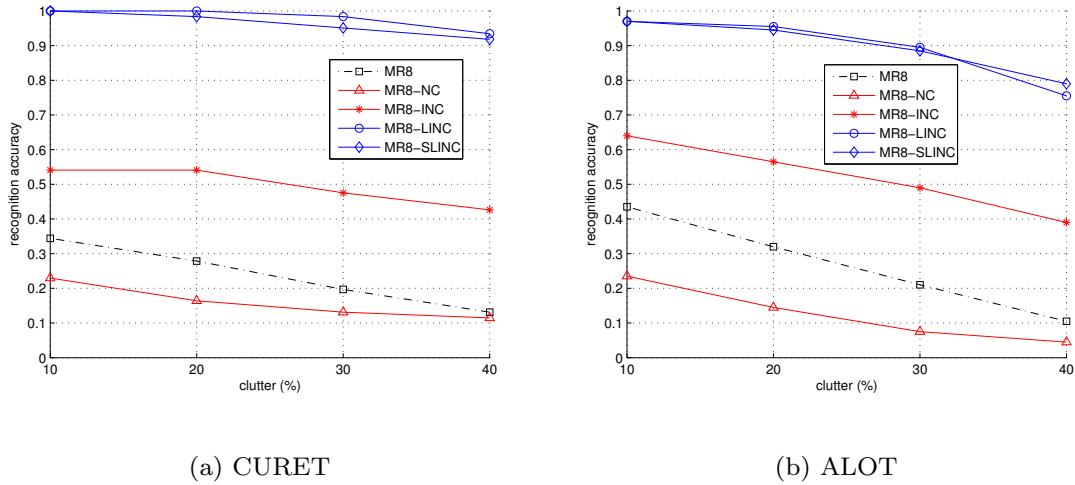 1
0.9
0.8
0.7
0.6
0.5
0.4
0.3
0.2
0.1
0
10
20
30
40
recognition accuracy
clutter (%)
MR8
MR8-NC
MR8-INC
MR8-LINC
MR8-SLINC
(a) CURET
1
0.9
0.8
0.7
0.6
0.5
0.4
0.3
0.2
0.1
0
10
20
30
40
recognition accuracy
clutter (%)
MR8
MR8-NC
MR8-INC
MR8-LINC
MR8-SLINC
(b) ALOT